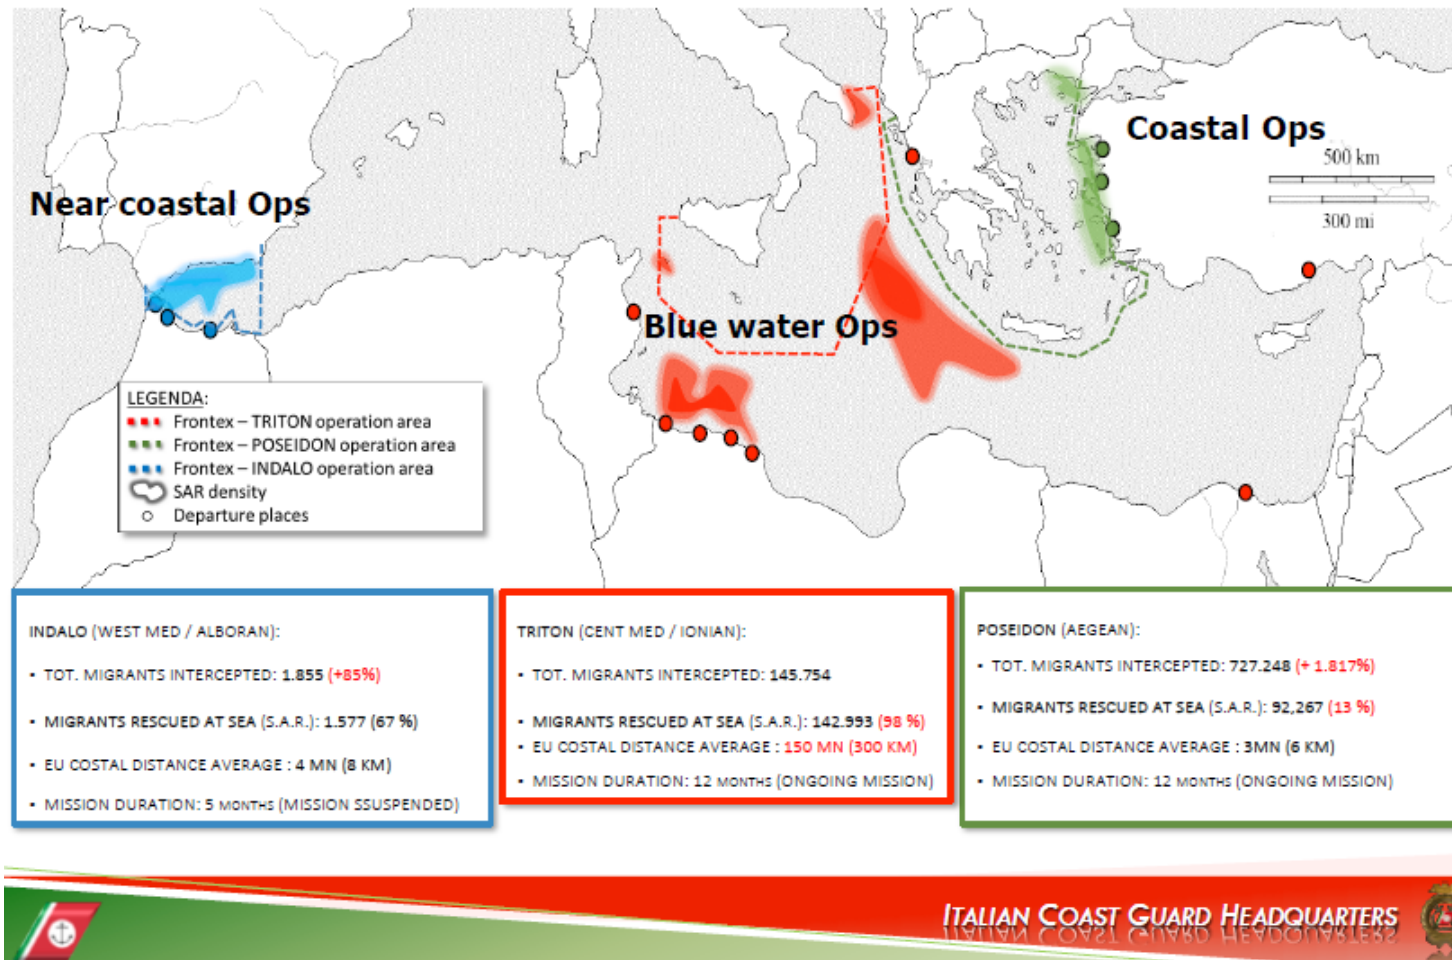 Coastal Ops
500 km
300 mi
Near coastal Ops
Blue water Ops
LEGENDA:
Frontex – TRITON operation area
Frontex – POSEIDON operation area
Frontex – INDALO operation area
SAR density
Departure places
INDALO (WEST MED / ALBORAN):
▪ TOT. MIGRANTS INTERCEPTED: 1.855 (+85%)
▪ MIGRANTS RESCUED AT SEA (S.A.R.): 1.577 (67 %)
▪ EU COSTAL DISTANCE AVERAGE : 4 MN (8 KM)
▪ MISSION DURATION: 5 MONTHS (MISSION SSUSPENDED)
TRITON (CENT MED / IONIAN):
▪ TOT. MIGRANTS INTERCEPTED: 145.754
▪ MIGRANTS RESCUED AT SEA (S.A.R.): 142.993 (98 %)
▪ EU COSTAL DISTANCE AVERAGE : 150 MN (300 KM)
▪ MISSION DURATION: 12 MONTHS (ONGOING MISSION)
POSEIDON (AEGEAN):
▪ TOT. MIGRANTS INTERCEPTED: 727.248 (+ 1.817%)
▪ MIGRANTS RESCUED AT SEA (S.A.R.): 92,267 (13 %)
▪ EU COSTAL DISTANCE AVERAGE : 3MN (6 KM)
▪ MISSION DURATION: 12 MONTHS (ONGOING MISSION)
ITALIAN COAST GUARD HEADQUARTERS